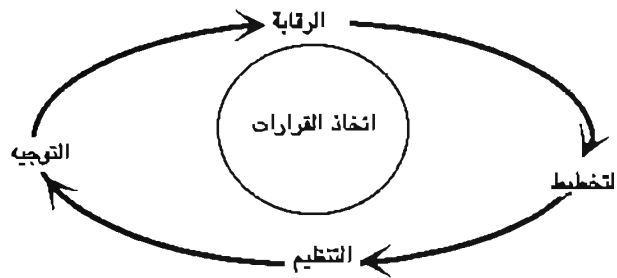 الرقابة
اتخاذ القرارات
التوجيه
لتخطيط
التنظيم